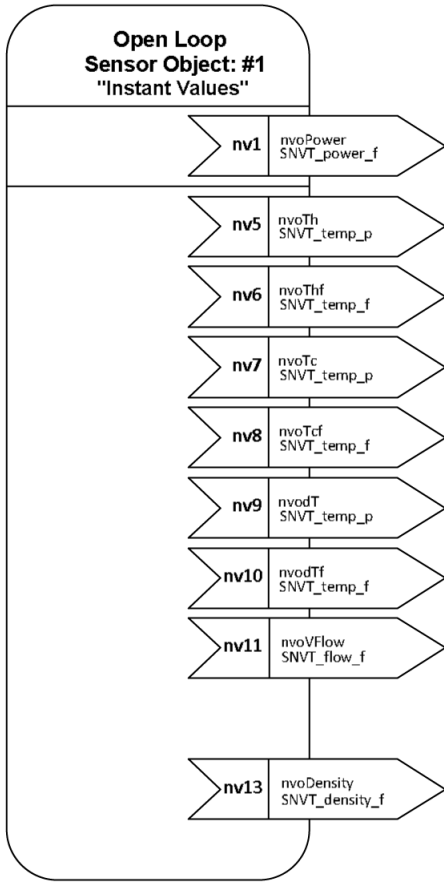 Open Loop
Sensor Object: #1
"Instant Values"
nv1
nvoPower
SNVT_power_f
nv5
nvoTh
SNVT_temp_p
nv6
nvoThf
SNVT_temp_f
nv7
nvoTc
SNVT_temp_p
nv8
nvoTcf
SNVT_temp_f
nv9
nvodT
SNVT_temp_p
nv10
nvodTf
SNVT_temp_f
nv11
nvoVFlow
SNVT_flow_f
nv13
nvoDensity
SNVT_density_f